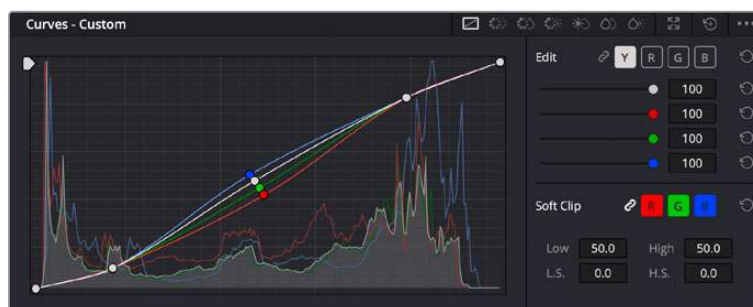 Curves - Custom
Edit Y R G B
100
100
100
100
Soft Clip R G B
Low 50.0 High 50.0
L.S. 0.0 H.S. 0.0